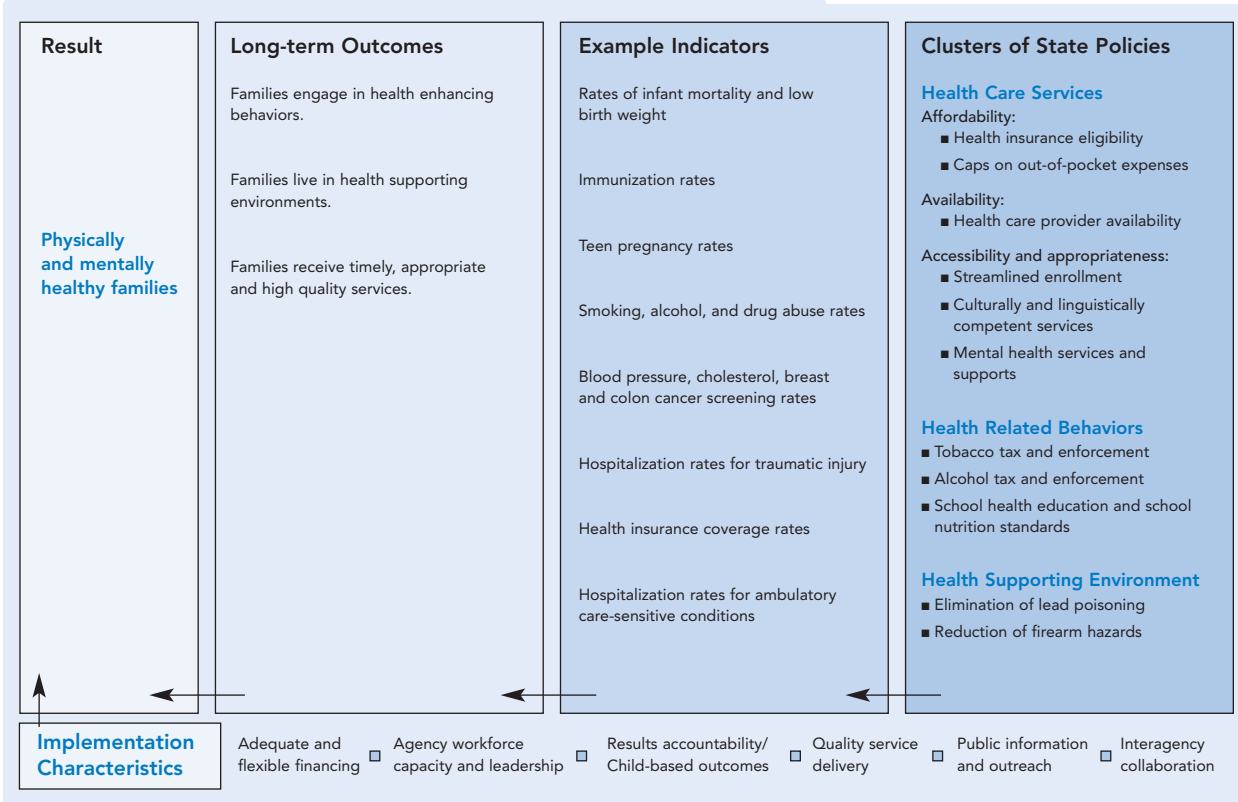 Result
Physically
and mentally
healthy families
Long-term Outcomes
Families engage in health enhancing
behaviors.
Families live in health supporting
environments.
Families receive timely, appropriate
and high quality services.
Example Indicators
Rates of infant mortality and low
birth weight
Immunization rates
Teen pregnancy rates
Smoking, alcohol, and drug abuse rates
Blood pressure, cholesterol, breast
and colon cancer screening rates
Hospitalization rates for traumatic injury
Health insurance coverage rates
Hospitalization rates for ambulatory
care-sensitive conditions
Clusters of State Policies
Health Care Services
Affordability:
■ Health insurance eligibility
■ Caps on out-of-pocket expenses
Availability:
■ Health care provider availability
Accessibility and appropriateness:
■ Streamlined enrollment
■ Culturally and linguistically
competent services
■ Mental health services and
supports
Health Related Behaviors
■ Tobacco tax and enforcement
■ Alcohol tax and enforcement
■ School health education and school
nutrition standards
Health Supporting Environment
■ Elimination of lead poisoning
■ Reduction of firearm hazards
Implementation
Characteristics
Adequate and
flexible financing
Agency workforce
capacity and leadership
Results accountability/
Child-based outcomes
Quality service
delivery
Public information
and outreach
Interagency
collaboration